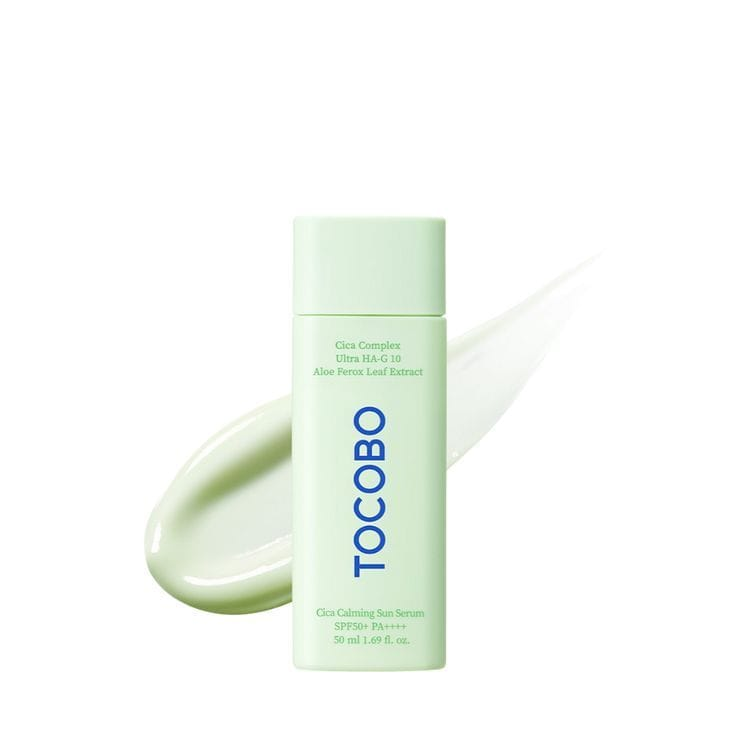 Cica Complex
Ultra HA-G 10
Aloe Ferox Leaf Extract
TOCOBO
Cica Calming Sun Serum
SPF50+ PA++++
50 ml 1.69 fl. oz.